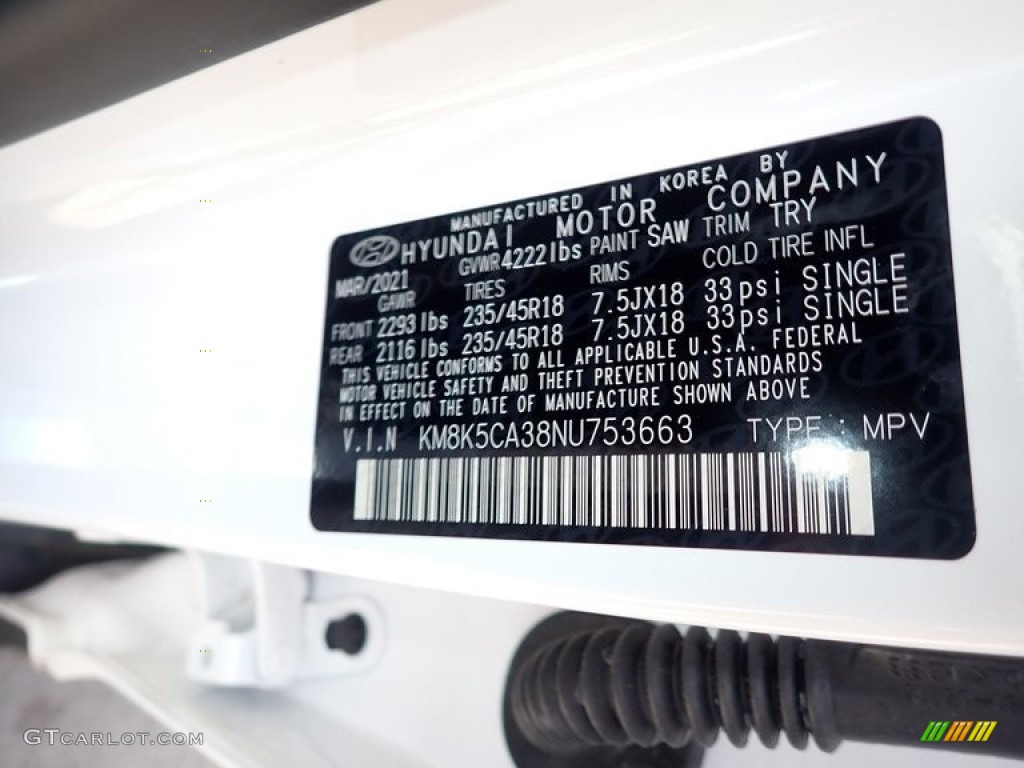 MANUFACTURED IN KOREA BY
HYUNDAI MOTOR COMPANY
MAR/2021 GVWR 4222 lbs PAINT SAW TRIM TRY
GAWR TIRES RIMS COLD TIRE INFL
FRONT 2293 lbs 235/45R18 7.5JX18 33 psi SINGLE
REAR 2116 lbs 235/45R18 7.5JX18 33 psi SINGLE
THIS VEHICLE CONFORMS TO ALL APPLICABLE U.S.A. FEDERAL
MOTOR VEHICLE SAFETY AND THEFT PREVENTION STANDARDS
IN EFFECT ON THE DATE OF MANUFACTURE SHOWN ABOVE
V.I.N KM8K5CA38NU753663 TYPE : MPV
GTCARLOT.COM